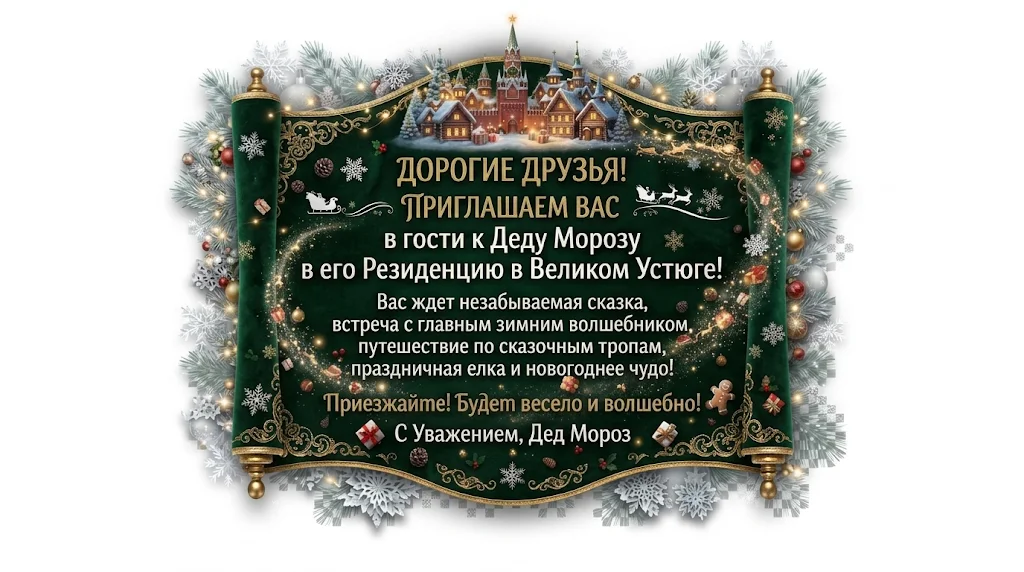 ДОРОГИЕ ДРУЗЬЯ!
ПРИГЛАШАЕМ ВАС
в гости к Деду Морозу
в его Резиденцию в Великом Устюге!
Вас ждет незабываемая сказка,
встреча с главным зимним волшебником,
путешествие по сказочным тропам,
праздничная елка и новогоднее чудо!
Приезжайте! Будет весело и волшебно!
С Уважением, Дед Мороз